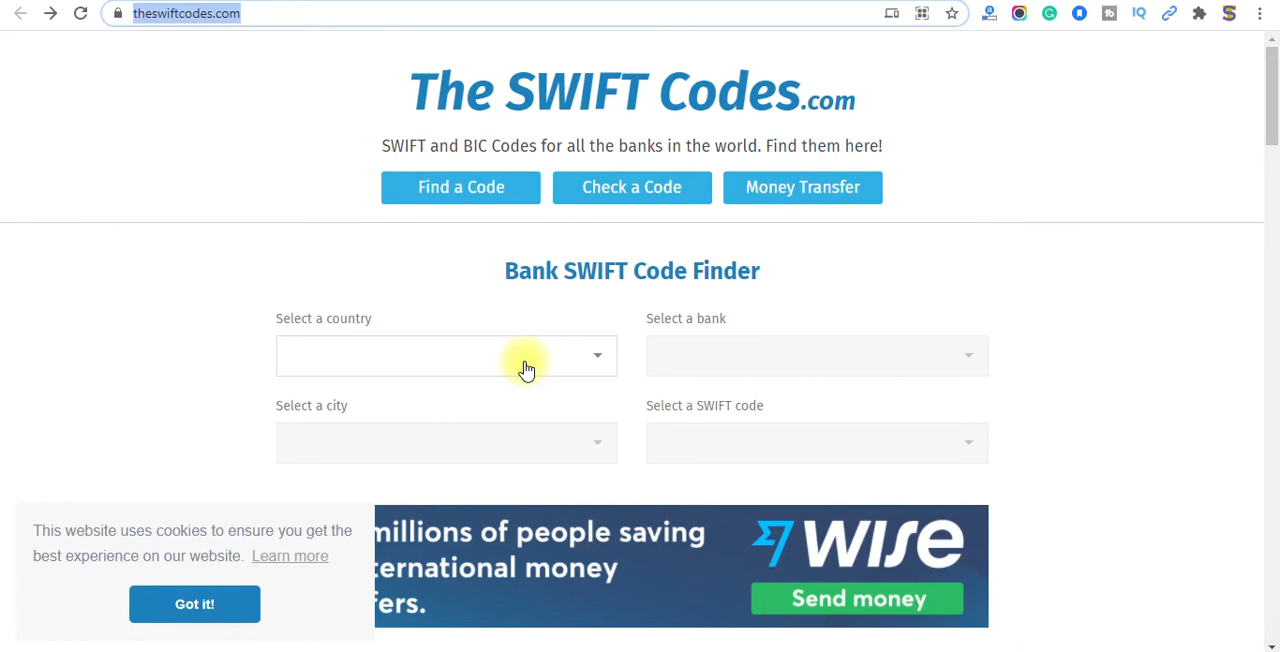 theswiftcodes.com
The SWIFT Codes.com
SWIFT and BIC Codes for all the banks in the world. Find them here!
Find a Code Check a Code Money Transfer
Bank SWIFT Code Finder
Select a country Select a bank
Select a city Select a SWIFT code
This website uses cookies to ensure you get the
best experience on our website. Learn more
Got it!
millions of people saving
ternational money
fers.
WISE
Send money